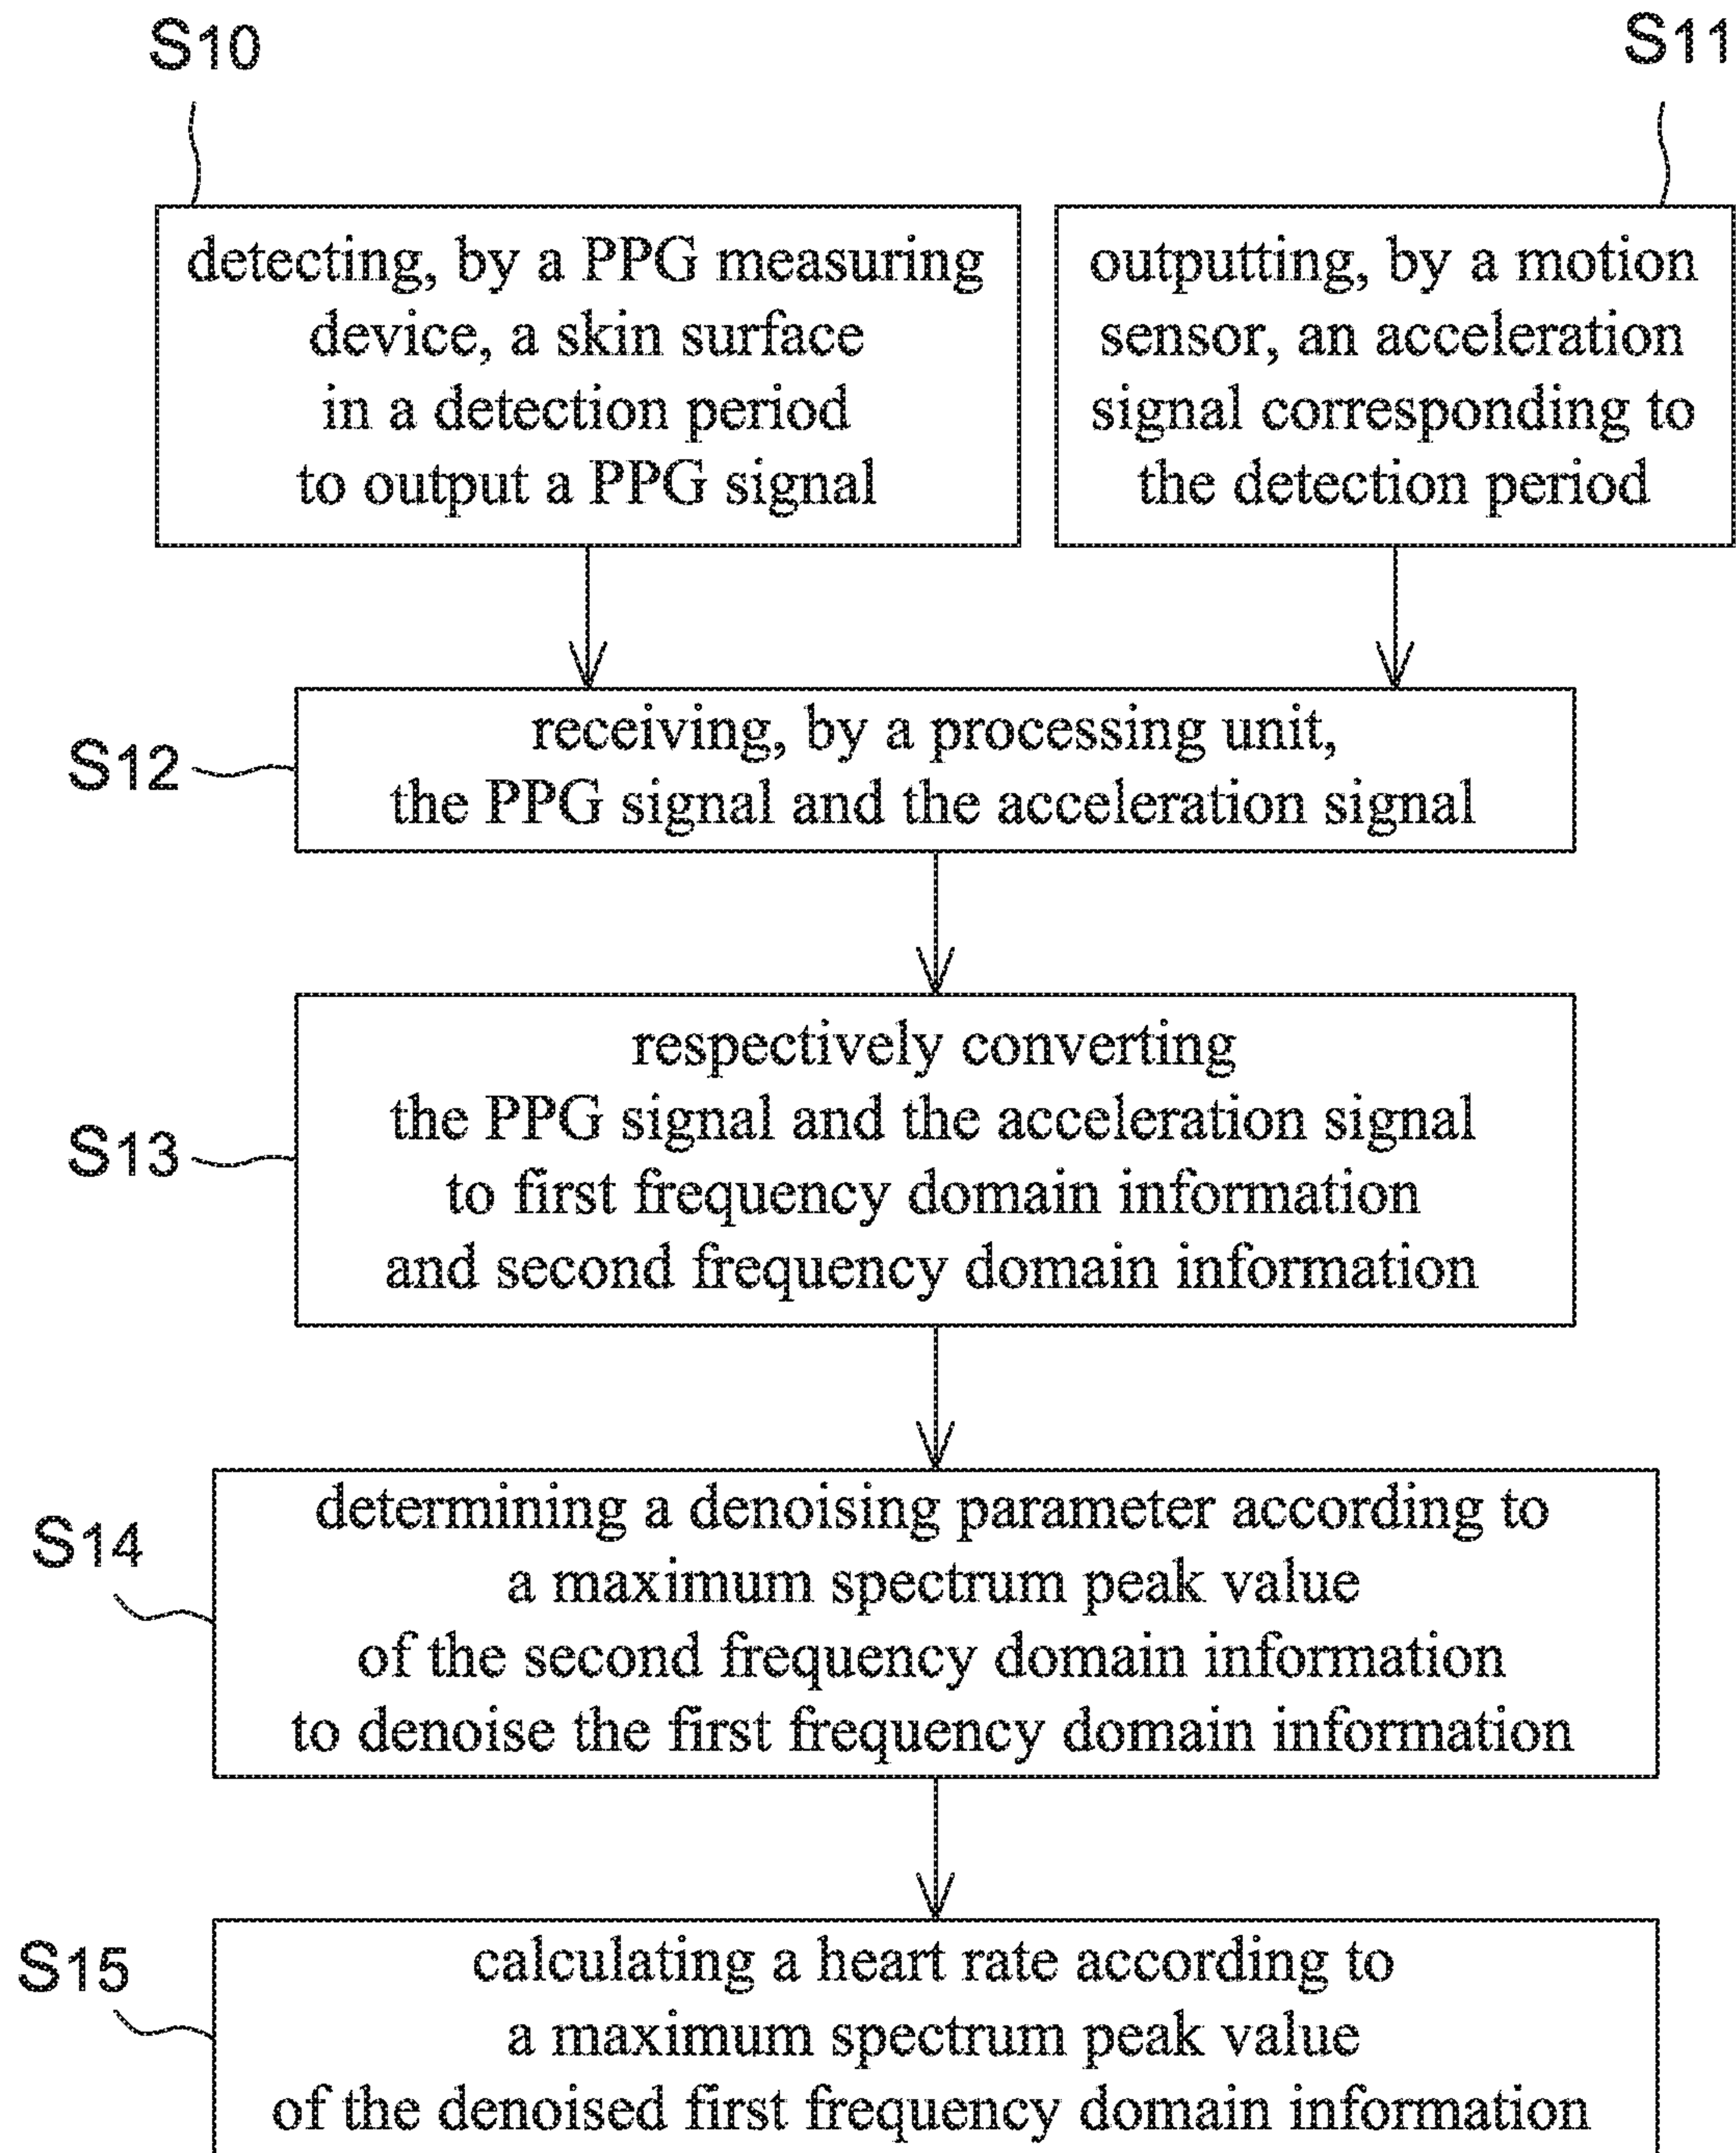 S10
S11
detecting, by a PPG measuring
device, a skin surface
in a detection period
to output a PPG signal
outputting, by a motion
sensor, an acceleration
signal corresponding to
the detection period
S12
receiving, by a processing unit,
the PPG signal and the acceleration signal
S13
respectively converting
the PPG signal and the acceleration signal
to first frequency domain information
and second frequency domain information
S14
determining a denoising parameter according to
a maximum spectrum peak value
of the second frequency domain information
to denoise the first frequency domain information
S15
calculating a heart rate according to
a maximum spectrum peak value
of the denoised first frequency domain information